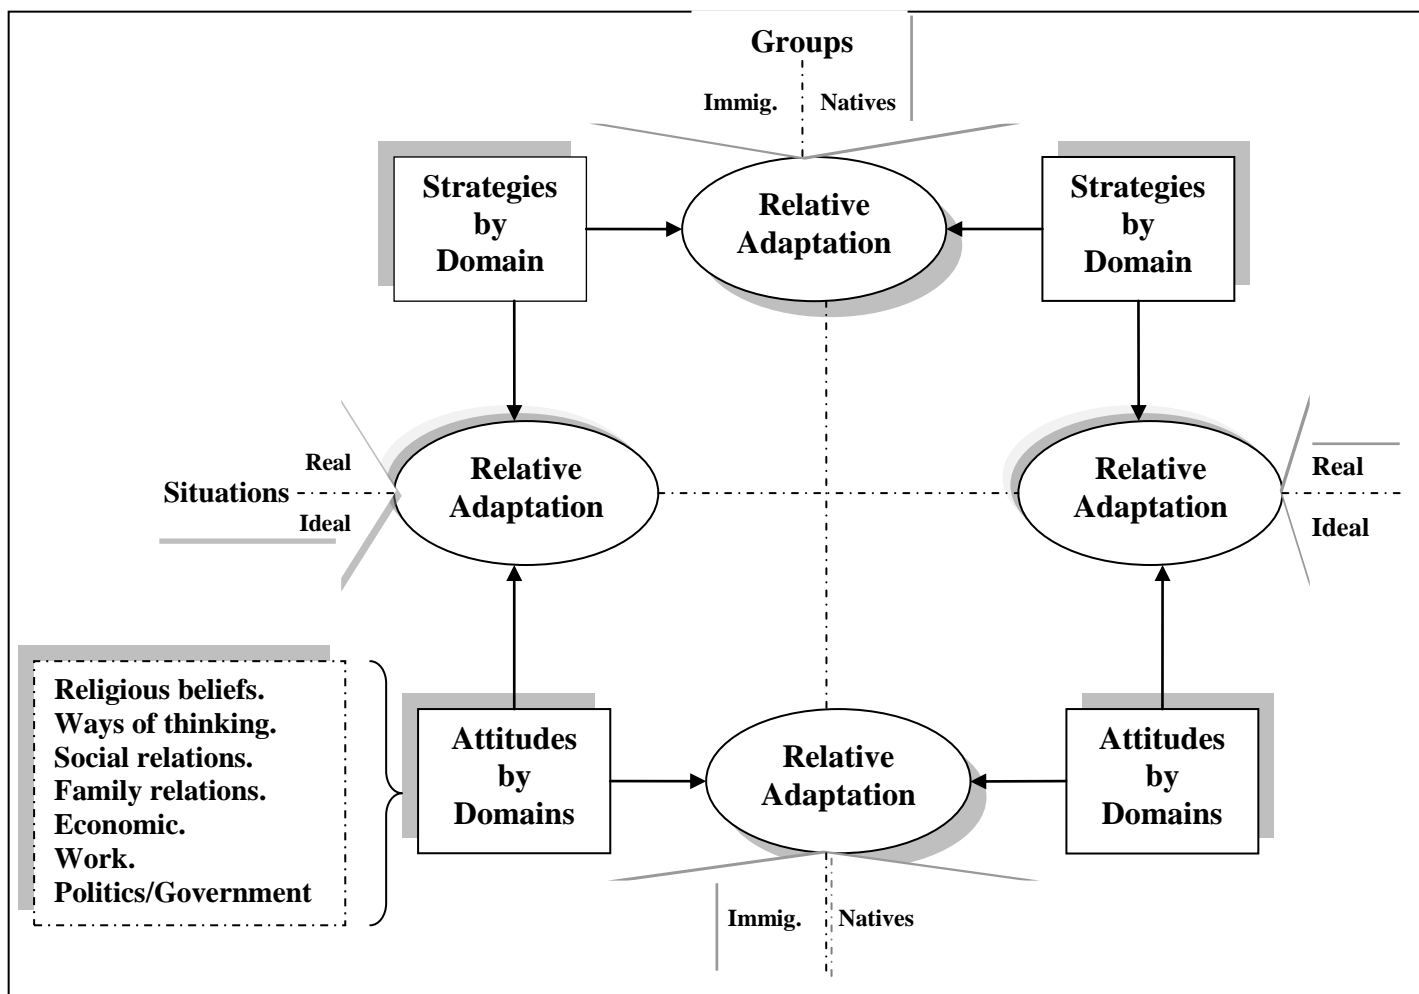 Groups
Immig.
Natives
Strategies
by
Domain
Relative
Adaptation
Strategies
by
Domain
Situations
Real
Ideal
Relative
Adaptation
Relative
Adaptation
Real
Ideal
Religious beliefs.
Ways of thinking.
Social relations.
Family relations.
Economic.
Work.
Politics/Government
Attitudes
by
Domains
Relative
Adaptation
Attitudes
by
Domains
Immig.
Natives